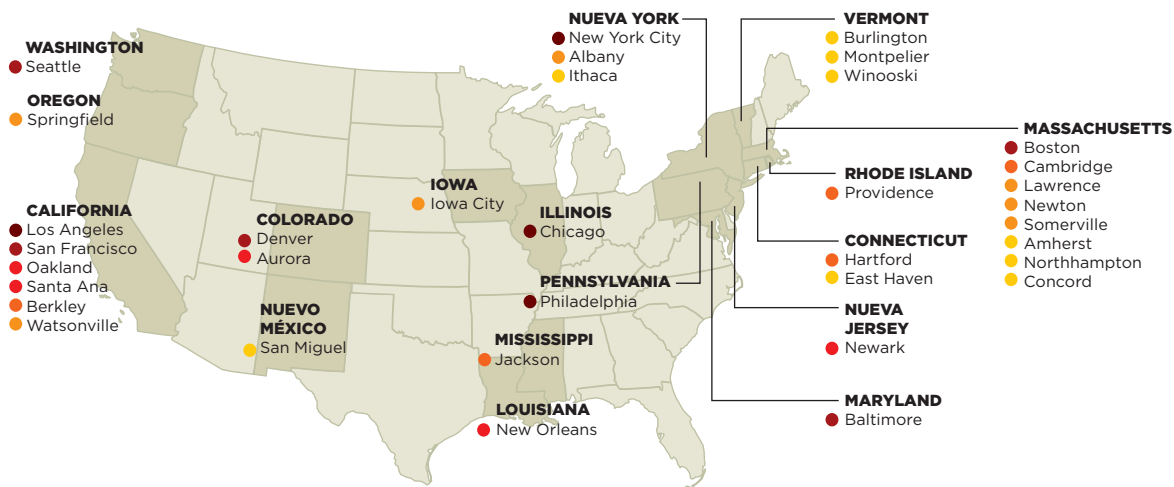 WASHINGTON
Seattle
OREGON
Springfield
CALIFORNIA
Los Angeles
San Francisco
Oakland
Santa Ana
Berkley
Watsonville
COLORADO
Denver
Aurora
NUEVO
MÉXICO
San Miguel
IOWA
Iowa City
ILLINOIS
Chicago
PENNSYLVANIA
Philadelphia
MISSISSIPPI
Jackson
LOUISIANA
New Orleans
NUEVA YORK
New York City
Albany
Ithaca
VERMONT
Burlington
Montpelier
Winooski
RHODE ISLAND
Providence
CONNECTICUT
Hartford
East Haven
NUEVA
JERSEY
Newark
MARYLAND
Baltimore
MASSACHUSETTS
Boston
Cambridge
Lawrence
Newton
Somerville
Amherst
Northhampton
Concord